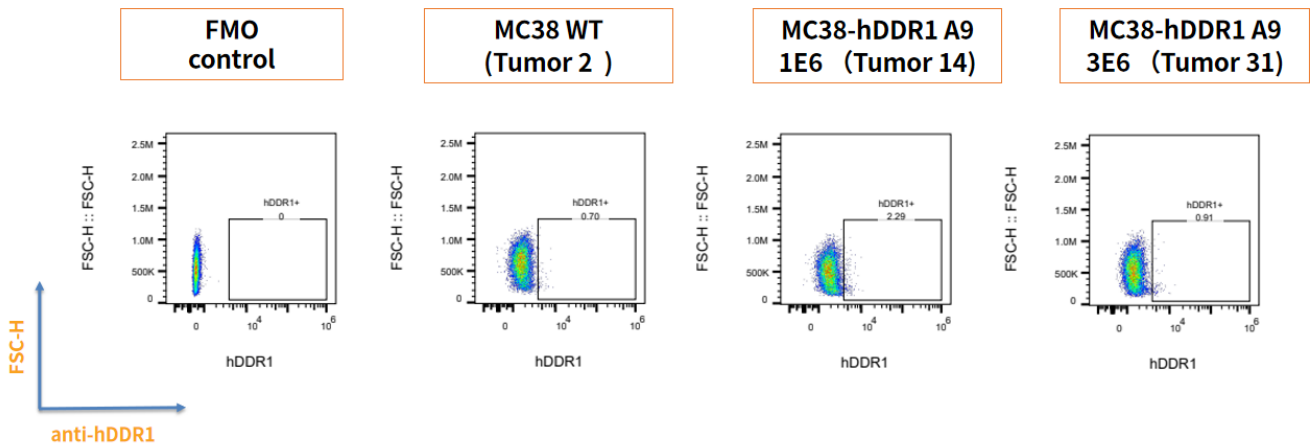 FMO
control
MC38 WT
(Tumor 2 )
MC38-hDDR1 A9
1E6 （Tumor 14)
MC38-hDDR1 A9
3E6 （Tumor 31)
FSC-H :: FSC-H
2.5M
2.0M
1.5M
1.0M
500K
0
hDDR1+
0
0
10^4
10^6
hDDR1
FSC-H :: FSC-H
2.5M
2.0M
1.5M
1.0M
500K
0
hDDR1+
0.70
0
10^4
10^6
hDDR1
FSC-H :: FSC-H
2.5M
2.0M
1.5M
1.0M
500K
0
hDDR1+
2.29
0
10^4
10^6
hDDR1
FSC-H :: FSC-H
2.5M
2.0M
1.5M
1.0M
500K
0
hDDR1+
0.91
0
10^4
10^6
hDDR1
FSC-H
anti-hDDR1